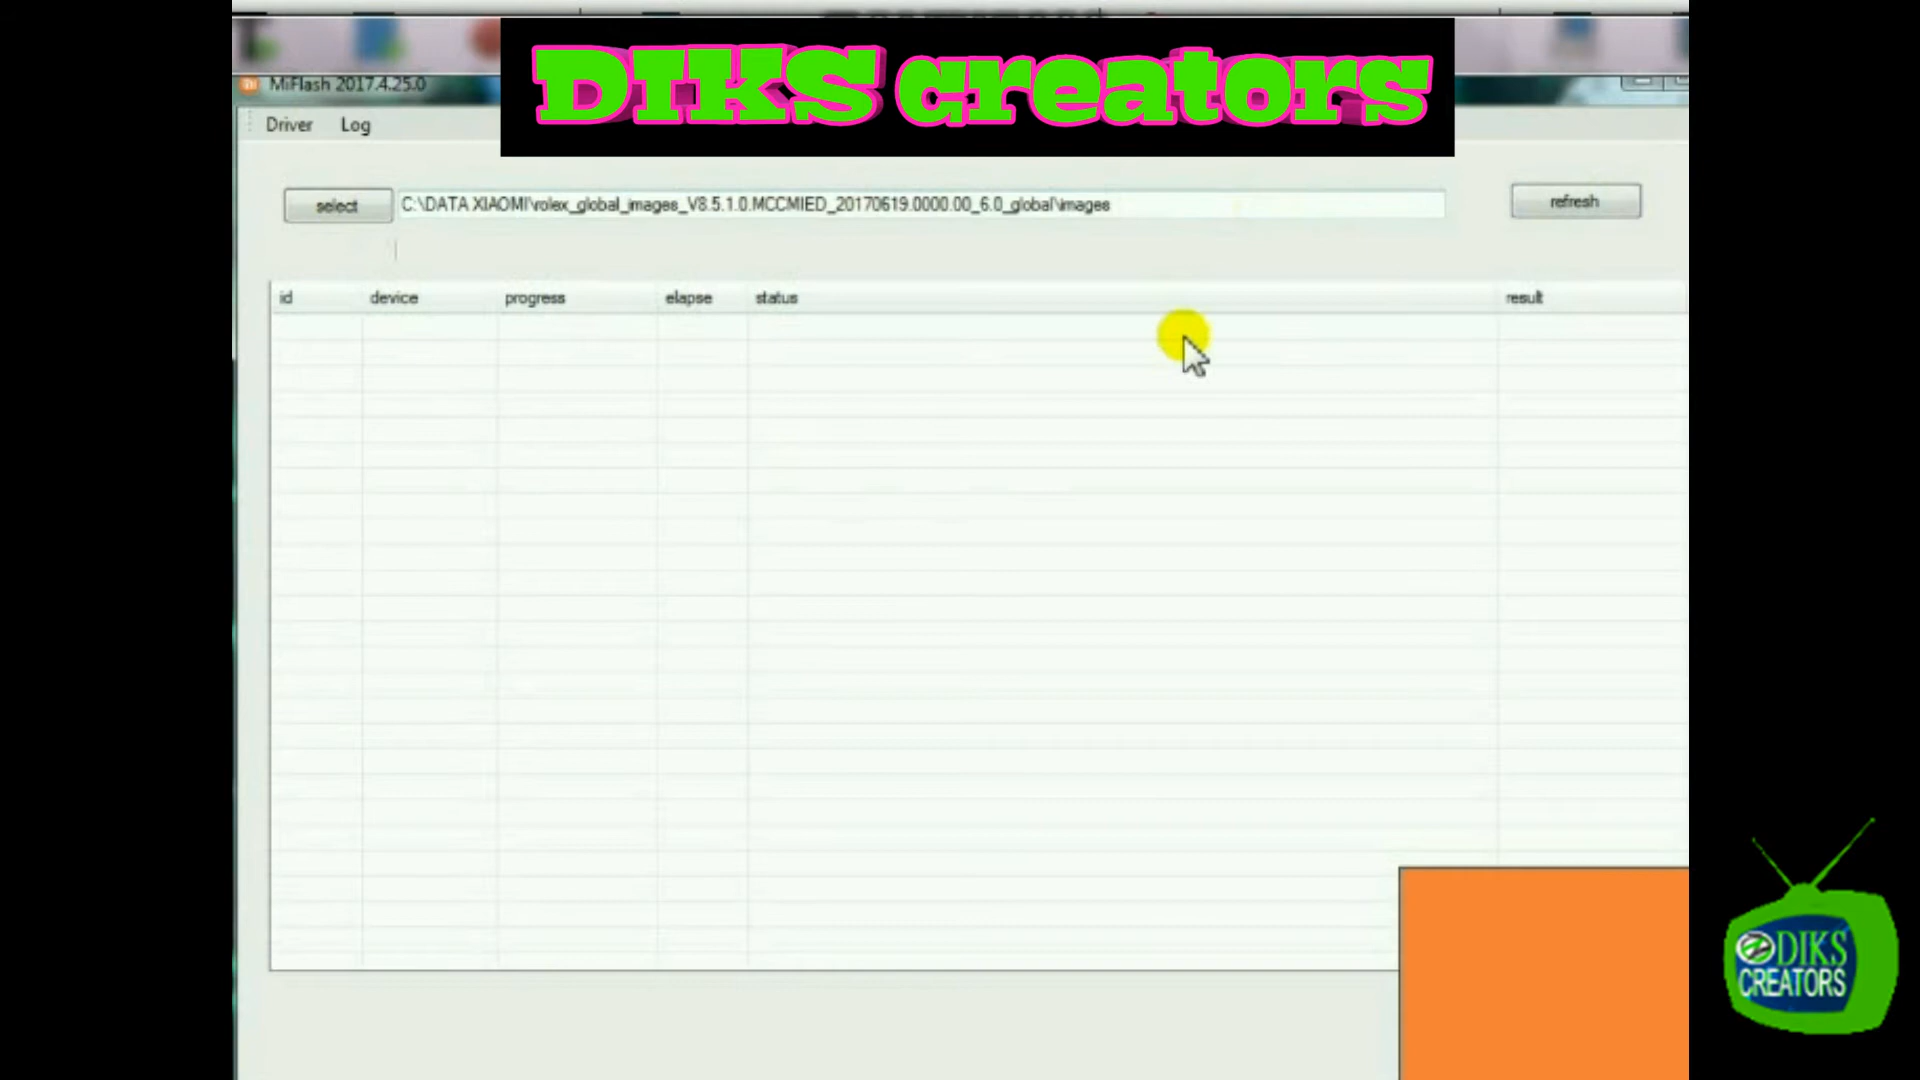 DIKS creators
MiFlash 2017.4.25.0
Driver Log
select C:\DATA XIAOMI\rolex_global_images_V8.5.1.0.MCCMIED_20170619.0000.00_6.0_global\images refresh
id device progress elapse status result
DIKS
CREATORS